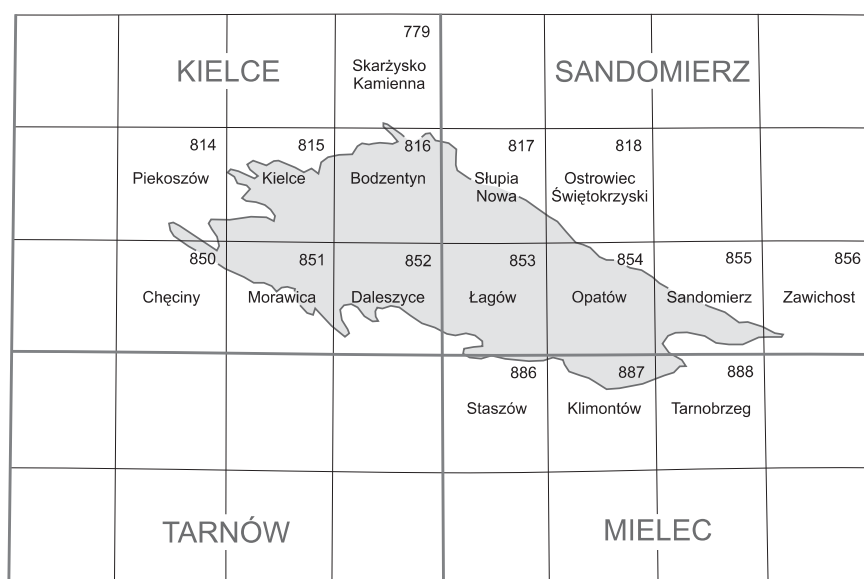 779
KIELCE
Skarżysko
Kamienna
SANDOMIERZ
814
815
816
817
818
Piekoszów
Kielce
Bodzentyn
Słupia
Nowa
Ostrowiec
Świętokrzyski
850
851
852
853
854
855
856
Chęciny
Morawica
Daleszyce
Łagów
Opatów
Sandomierz
Zawichost
886
887
888
Staszów
Klimontów
Tarnobrzeg
TARNÓW
MIELEC